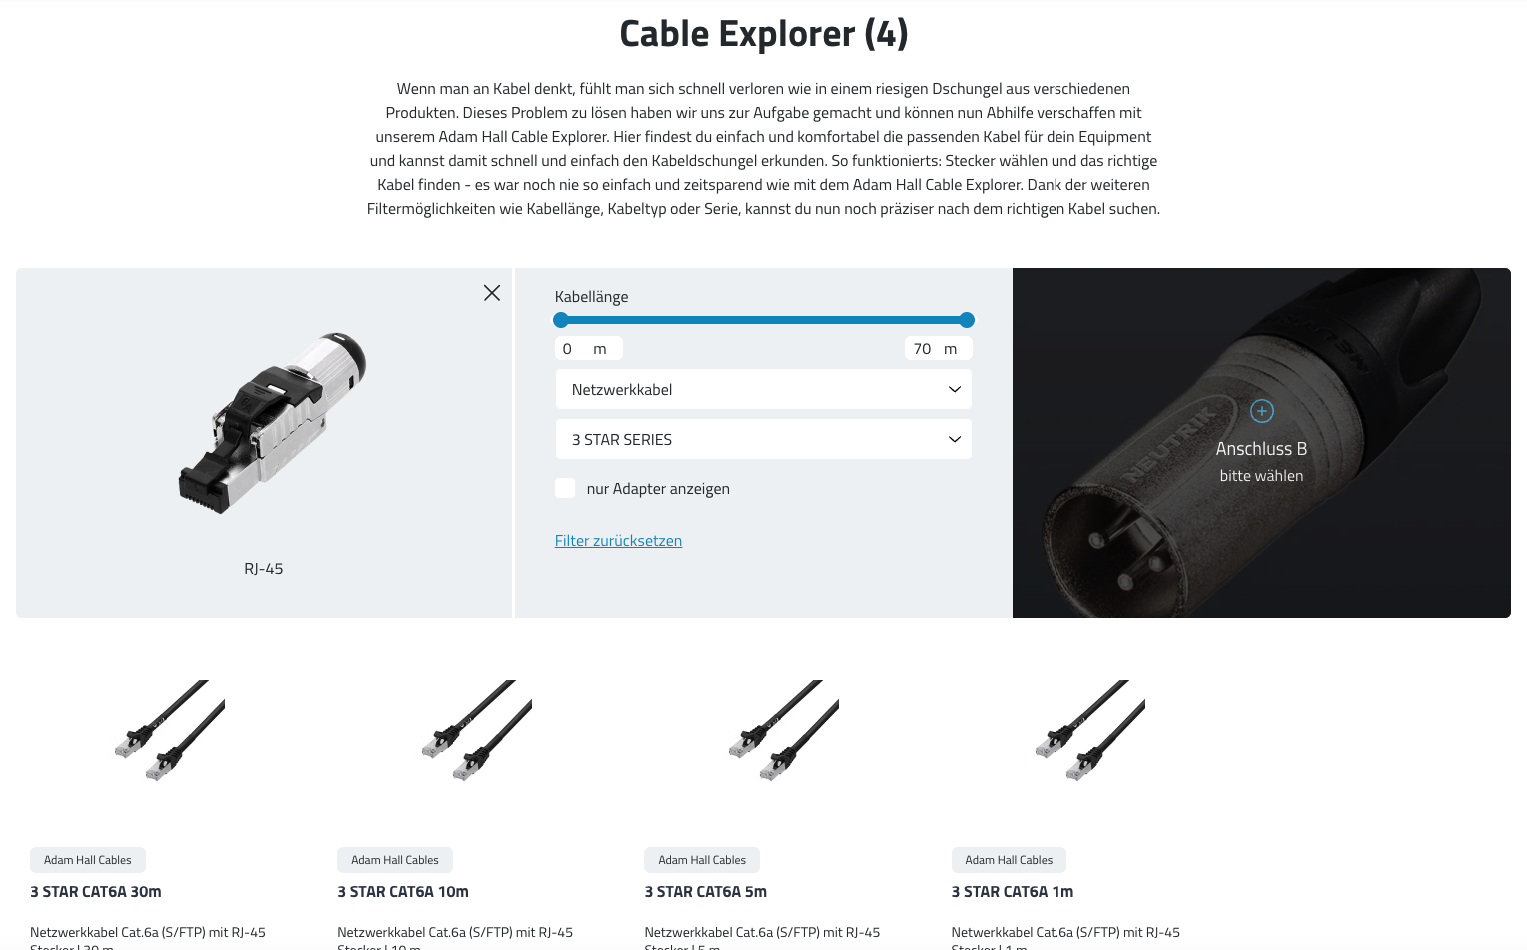 Cable Explorer (4)
Wenn man an Kabel denkt, fühlt man sich schnell verloren wie in einem riesigen Dschungel aus verschiedenen
Produkten. Dieses Problem zu lösen haben wir uns zur Aufgabe gemacht und können nun Abhilfe verschaffen mit
unserem Adam Hall Cable Explorer. Hier findest du einfach und komfortabel die passenden Kabel für dein Equipment
und kannst damit schnell und einfach den Kabeldschungel erkunden. So funktionierts: Stecker wählen und das richtige
Kabel finden - es war noch nie so einfach und zeitsparend wie mit dem Adam Hall Cable Explorer. Dank der weiteren
Filtermöglichkeiten wie Kabellänge, Kabeltyp oder Serie, kannst du nun noch präziser nach dem richtigen Kabel suchen.
RJ-45
Kabellänge
0 m 70 m
Netzwerkkabel
3 STAR SERIES
nur Adapter anzeigen
Filter zurücksetzen
NEUTRIK
Anschluss B
bitte wählen
Adam Hall Cables
3 STAR CAT6A 30m
Netzwerkkabel Cat.6a (S/FTP) mit RJ-45
Stecker | 30 m
Adam Hall Cables
3 STAR CAT6A 10m
Netzwerkkabel Cat.6a (S/FTP) mit RJ-45
Stecker | 10 m
Adam Hall Cables
3 STAR CAT6A 5m
Netzwerkkabel Cat.6a (S/FTP) mit RJ-45
Stecker | 5 m
Adam Hall Cables
3 STAR CAT6A 1m
Netwerkkabel Cat.6a (S/FTP) mit RJ-45
Stecker | 1 m